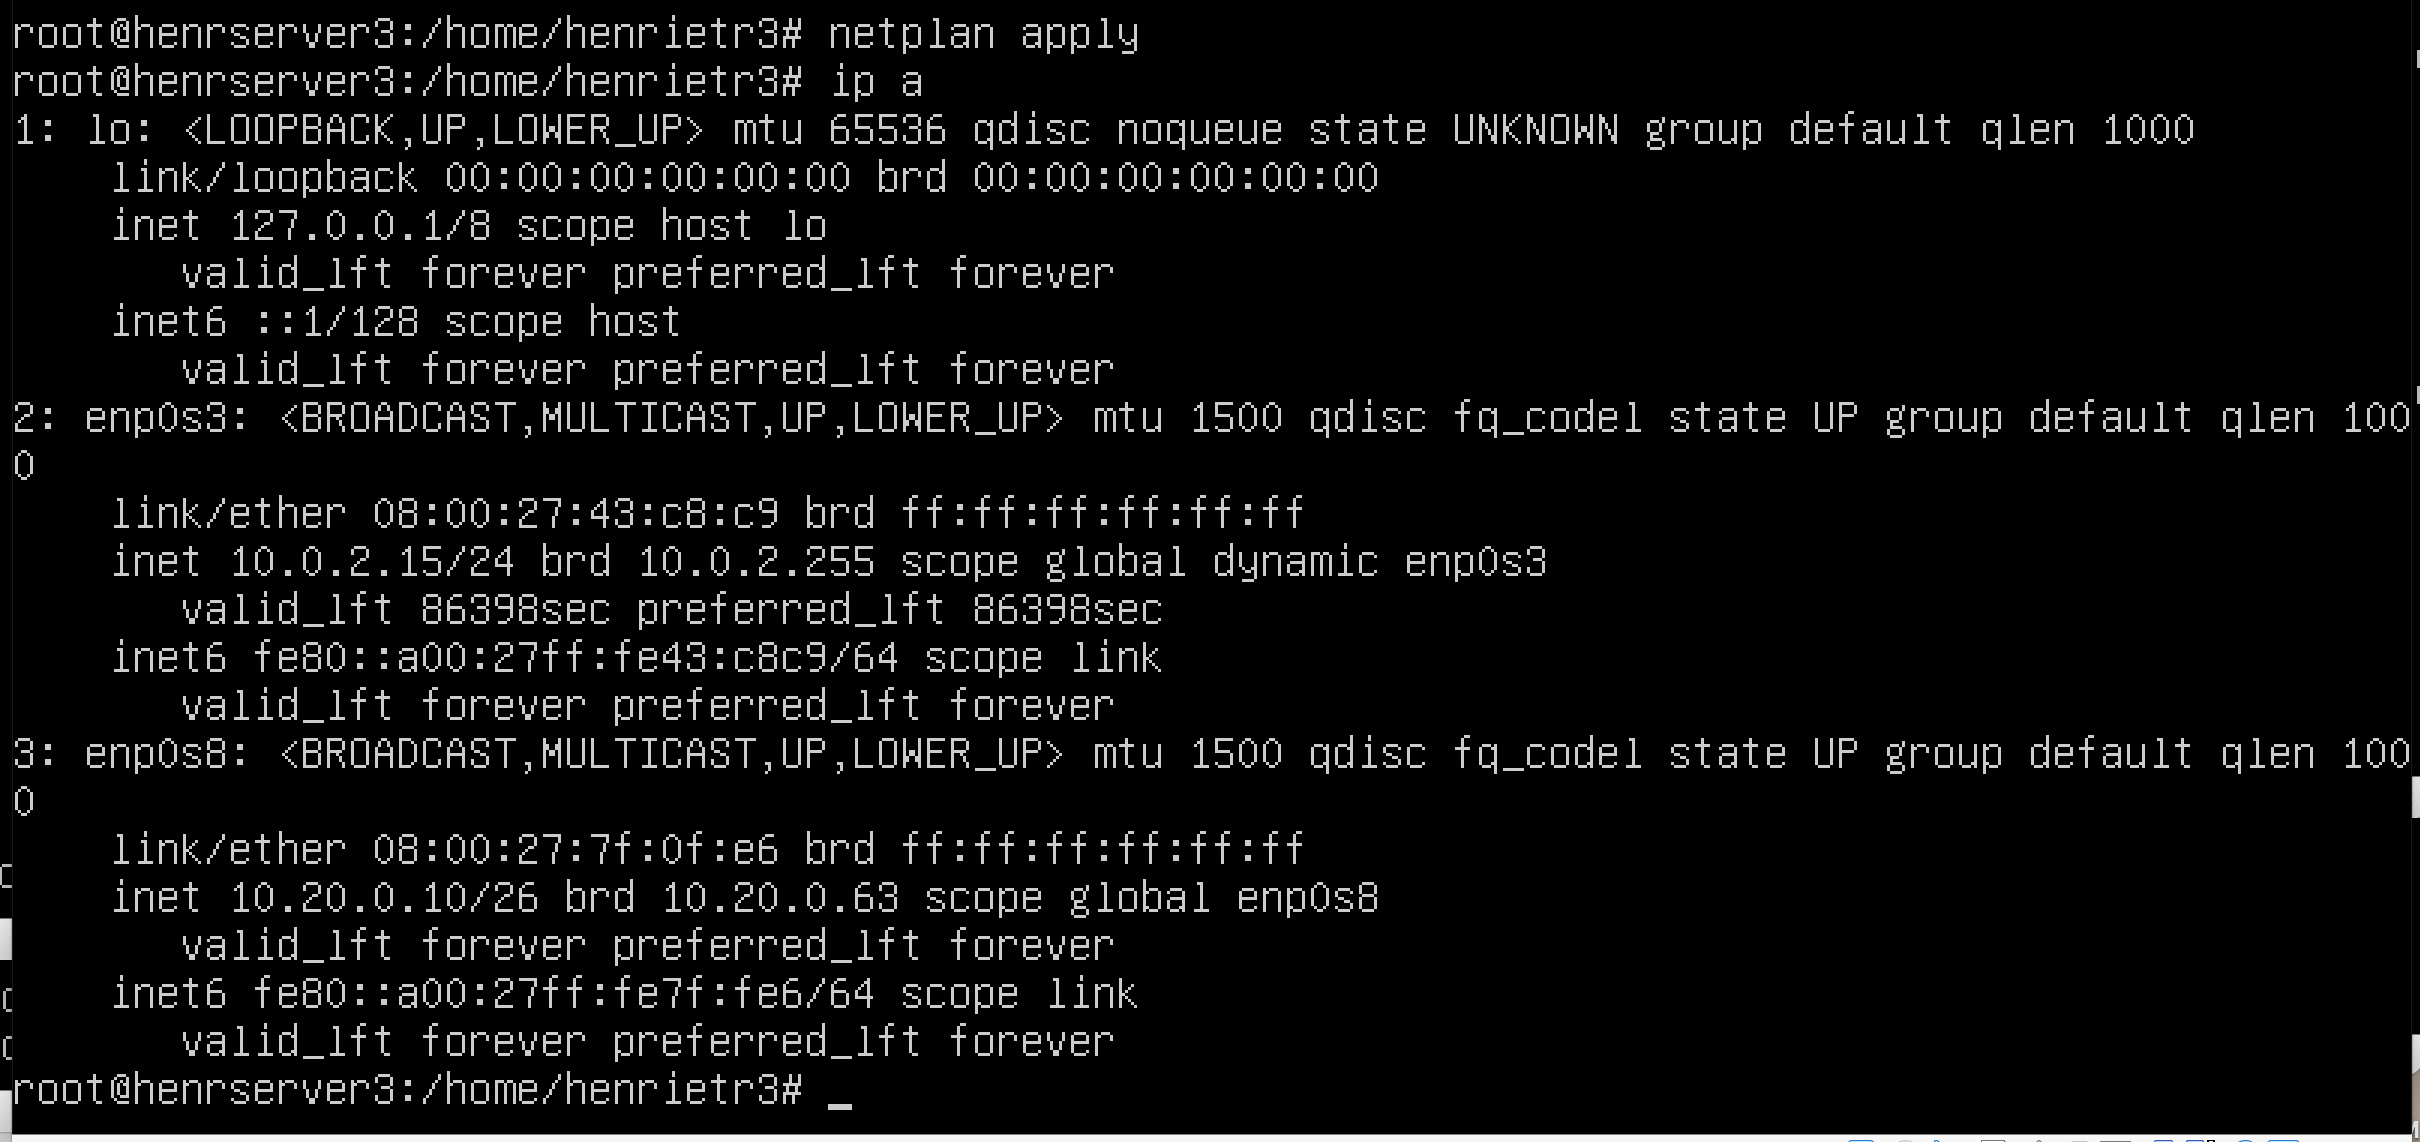 root@henrserver3:/home/henrietr3# netplan apply
root@henrserver3:/home/henrietr3# ip a
1: lo: <LOOPBACK,UP,LOWER_UP> mtu 65536 qdisc noqueue state UNKNOWN group default qlen 1000
    link/loopback 00:00:00:00:00:00 brd 00:00:00:00:00:00
    inet 127.0.0.1/8 scope host lo
       valid_lft forever preferred_lft forever
    inet6 ::1/128 scope host
       valid_lft forever preferred_lft forever
2: enp0s3: <BROADCAST,MULTICAST,UP,LOWER_UP> mtu 1500 qdisc fq_codel state UP group default qlen 100
0
    link/ether 08:00:27:43:c8:c9 brd ff:ff:ff:ff:ff:ff
    inet 10.0.2.15/24 brd 10.0.2.255 scope global dynamic enp0s3
       valid_lft 86398sec preferred_lft 86398sec
    inet6 fe80::a00:27ff:fe43:c8c9/64 scope link
       valid_lft forever preferred_lft forever
3: enp0s8: <BROADCAST,MULTICAST,UP,LOWER_UP> mtu 1500 qdisc fq_codel state UP group default qlen 100
0
    link/ether 08:00:27:7f:0f:e6 brd ff:ff:ff:ff:ff:ff
    inet 10.20.0.10/26 brd 10.20.0.63 scope global enp0s8
       valid_lft forever preferred_lft forever
    inet6 fe80::a00:27ff:fe7f:fe6/64 scope link
       valid_lft forever preferred_lft forever
root@henrserver3:/home/henrietr3# _